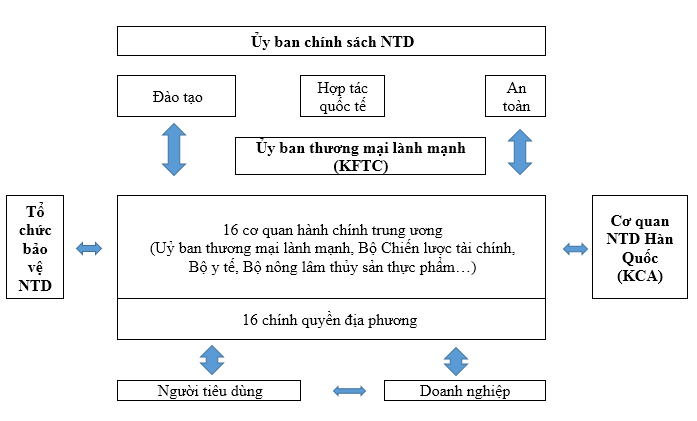 Ủy ban chính sách NTD
Đào tạo
Hợp tác
quốc tế
An
toàn
Ủy ban thương mại lành mạnh
(KFTC)
Tổ
chức
bảo
vệ
NTD
16 cơ quan hành chính trung ương
(Uỷ ban thương mại lành mạnh, Bộ Chiến lược tài chính,
Bộ y tế, Bộ nông lâm thủy sản thực phẩm…)
Cơ quan
NTD Hàn
Quốc
(KCA)
16 chính quyền địa phương
Người tiêu dùng
Doanh nghiệp